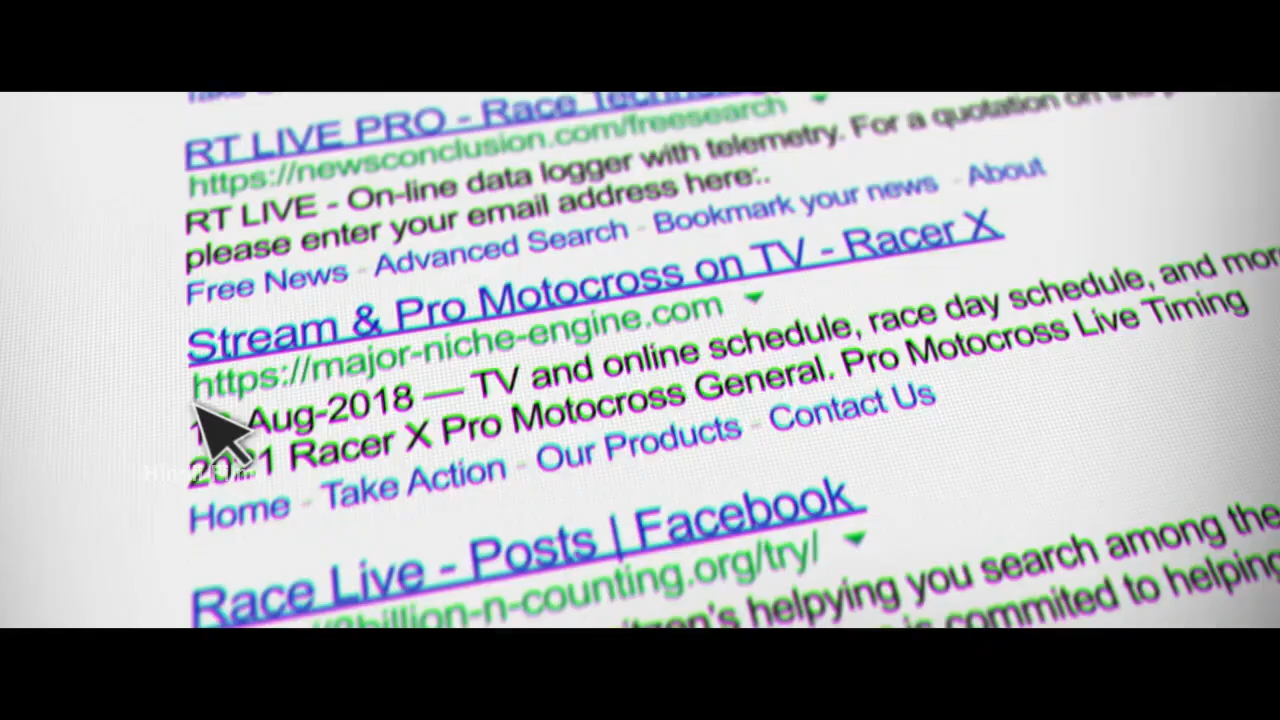 RT LIVE PRO - Race
https://newsconclusion.com/freesearch
RT LIVE - On-line data logger with telemetry. For a quotation on this
please enter your email address here:.
Free News - Advanced Search - Bookmark your news - About
Stream & Pro Motocross on TV - Racer X
https://major-niche-engine.com
Aug-2018 — TV and online schedule, race day schedule, and more
Racer X Pro Motocross General. Pro Motocross Live Timing
Home - Take Action - Our Products - Contact Us
Race Live - Posts | Facebook
billion-n-counting.org/try/
helpying you search among the
is commited to helping